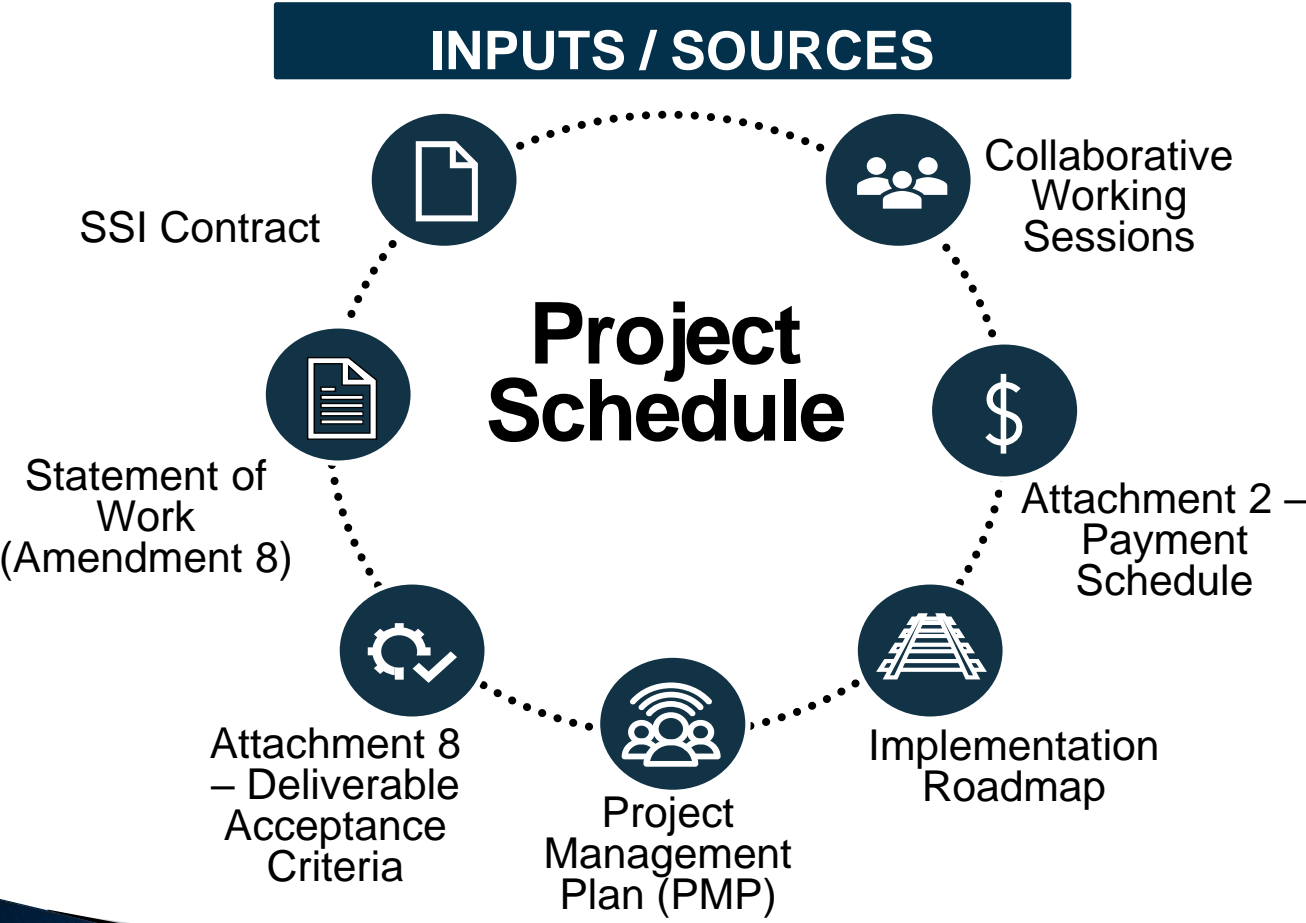 INPUTS / SOURCES
SSI Contract
Collaborative
Working
Sessions
Project
Schedule
Statement of
Work
(Amendment 8)
$
Attachment 2 –
Payment
Schedule
Attachment 8
– Deliverable
Acceptance
Criteria
Project
Management
Plan (PMP)
Implementation
Roadmap